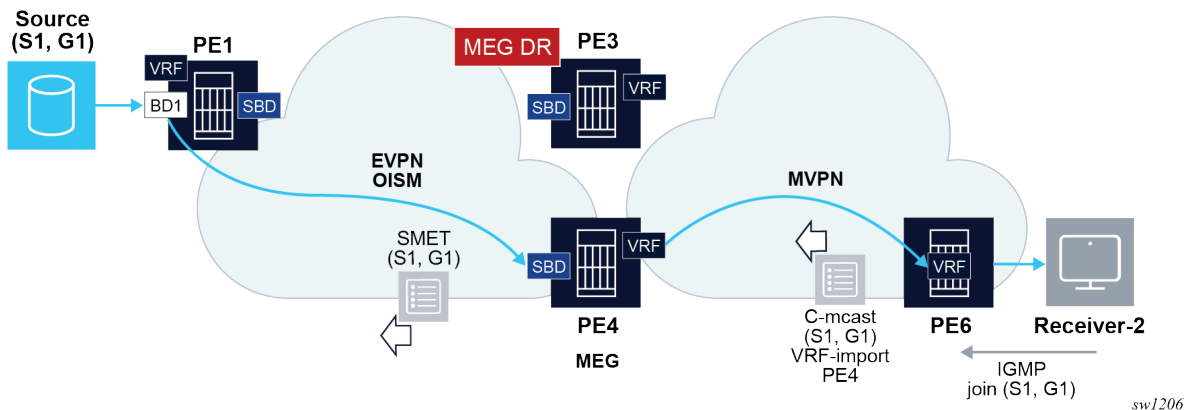 Source
(S1, G1)
PE1
VRF
BD1
SBD
MEG DR
PE3
SBD
VRF
EVPN
OISM
MVPN
SMET
(S1, G1)
SBD
VRF
PE4
MEG
C-mcast
(S1, G1)
VRF-import
PE4
VRF
PE6
Receiver-2
IGMP
join (S1, G1)
sw1206